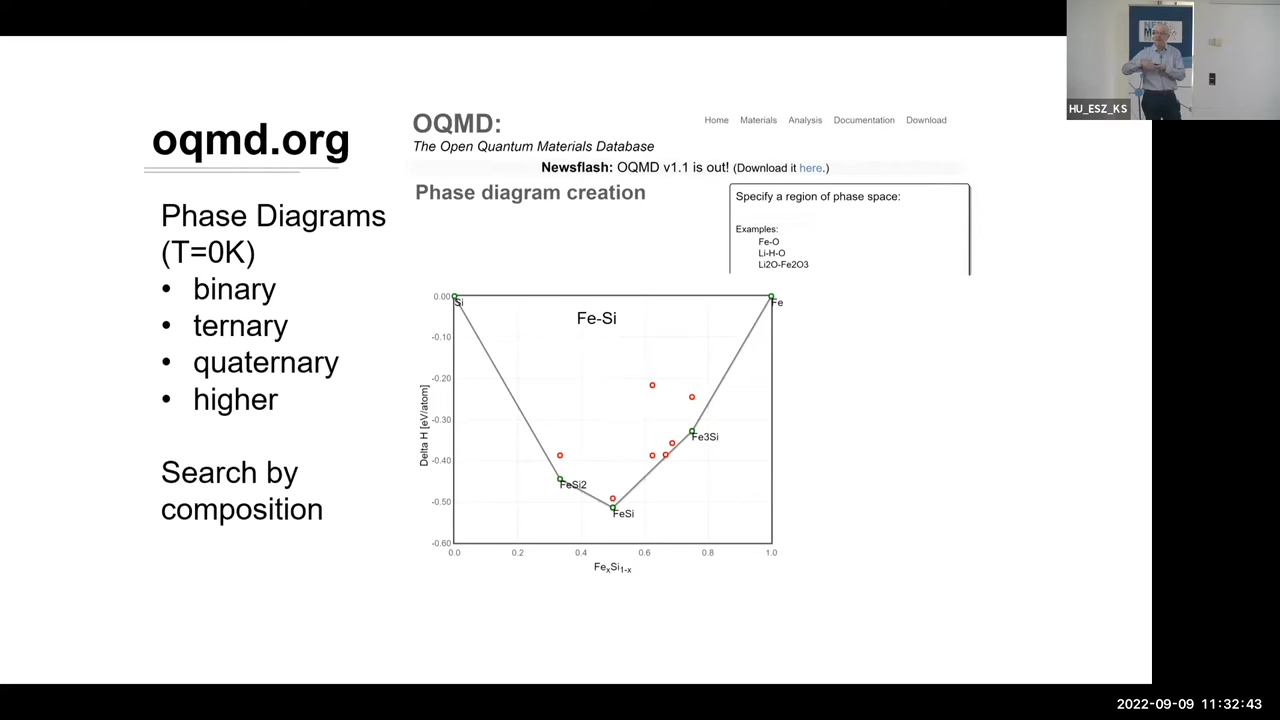 oqmd.org
Phase Diagrams
(T=0K)
• binary
• ternary
• quaternary
• higher
Search by
composition
OQMD:
The Open Quantum Materials Database
Home Materials Analysis Documentation Download
Newsflash: OQMD v1.1 is out! (Download it here.)
Phase diagram creation
Specify a region of phase space:
Examples:
Fe-O
Li-H-O
Li2O-Fe2O3
Fe-Si
Delta H [eV/atom]
0.00
-0.10
-0.20
-0.30
-0.40
-0.50
-0.60
Si
Fe
Fe3Si
FeSi2
FeSi
0.0 0.2 0.4 0.6 0.8 1.0
FexSi1-x
HU_ESZ_KS
2022-09-09 11:32:43